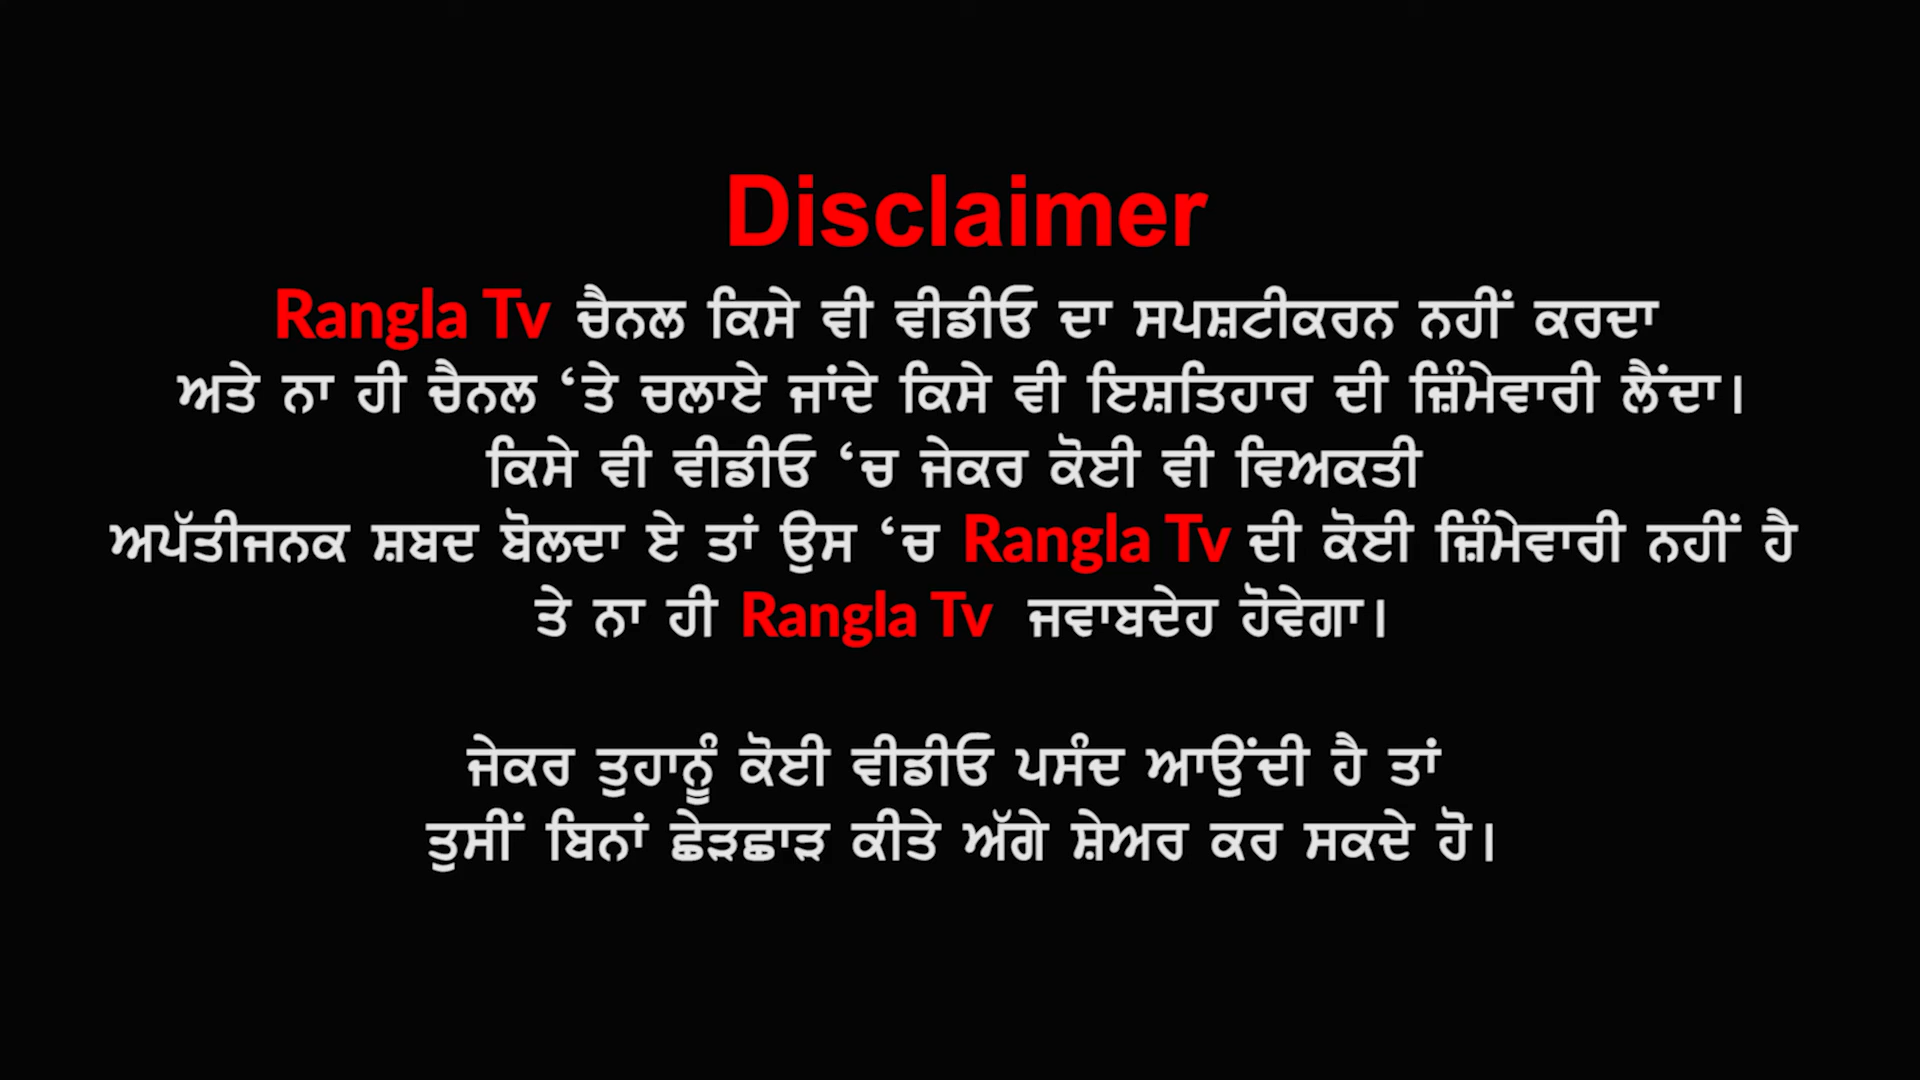 Disclaimer
Rangla Tv ਚੈਨਲ ਕਿਸੇ ਵੀ ਵੀਡੀਓ ਦਾ ਸਪਸ਼ਟੀਕਰਨ ਨਹੀਂ ਕਰਦਾ
ਅਤੇ ਨਾ ਹੀ ਚੈਨਲ ‘ਤੇ ਚਲਾਏ ਜਾਂਦੇ ਕਿਸੇ ਵੀ ਇਸ਼ਤਿਹਾਰ ਦੀ ਜ਼ਿੰਮੇਵਾਰੀ ਲੈਂਦਾ।
ਕਿਸੇ ਵੀ ਵੀਡੀਓ ‘ਚ ਜੇਕਰ ਕੋਈ ਵੀ ਵਿਅਕਤੀ
ਅਪੱਤੀਜਨਕ ਸ਼ਬਦ ਬੋਲਦਾ ਏ ਤਾਂ ਉਸ ‘ਚ Rangla Tv ਦੀ ਕੋਈ ਜ਼ਿੰਮੇਵਾਰੀ ਨਹੀਂ ਹੈ
ਤੇ ਨਾ ਹੀ Rangla Tv ਜਵਾਬਦੇਹ ਹੋਵੇਗਾ।
ਜੇਕਰ ਤੁਹਾਨੂੰ ਕੋਈ ਵੀਡੀਓ ਪਸੰਦ ਆਉਂਦੀ ਹੈ ਤਾਂ
ਤੁਸੀਂ ਬਿਨਾਂ ਛੇੜਛਾੜ ਕੀਤੇ ਅੱਗੇ ਸ਼ੇਅਰ ਕਰ ਸਕਦੇ ਹੋ।